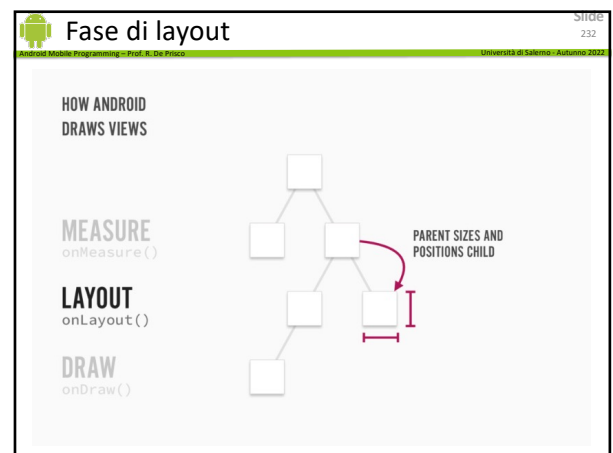 Fase di layout
Slide
232
Android Mobile Programming – Prof. R. De Prisco
Università di Salerno - Autunno 2022
HOW ANDROID
DRAWS VIEWS
MEASURE
onMeasure()
PARENT SIZES AND
POSITIONS CHILD
LAYOUT
onLayout()
DRAW
onDraw()